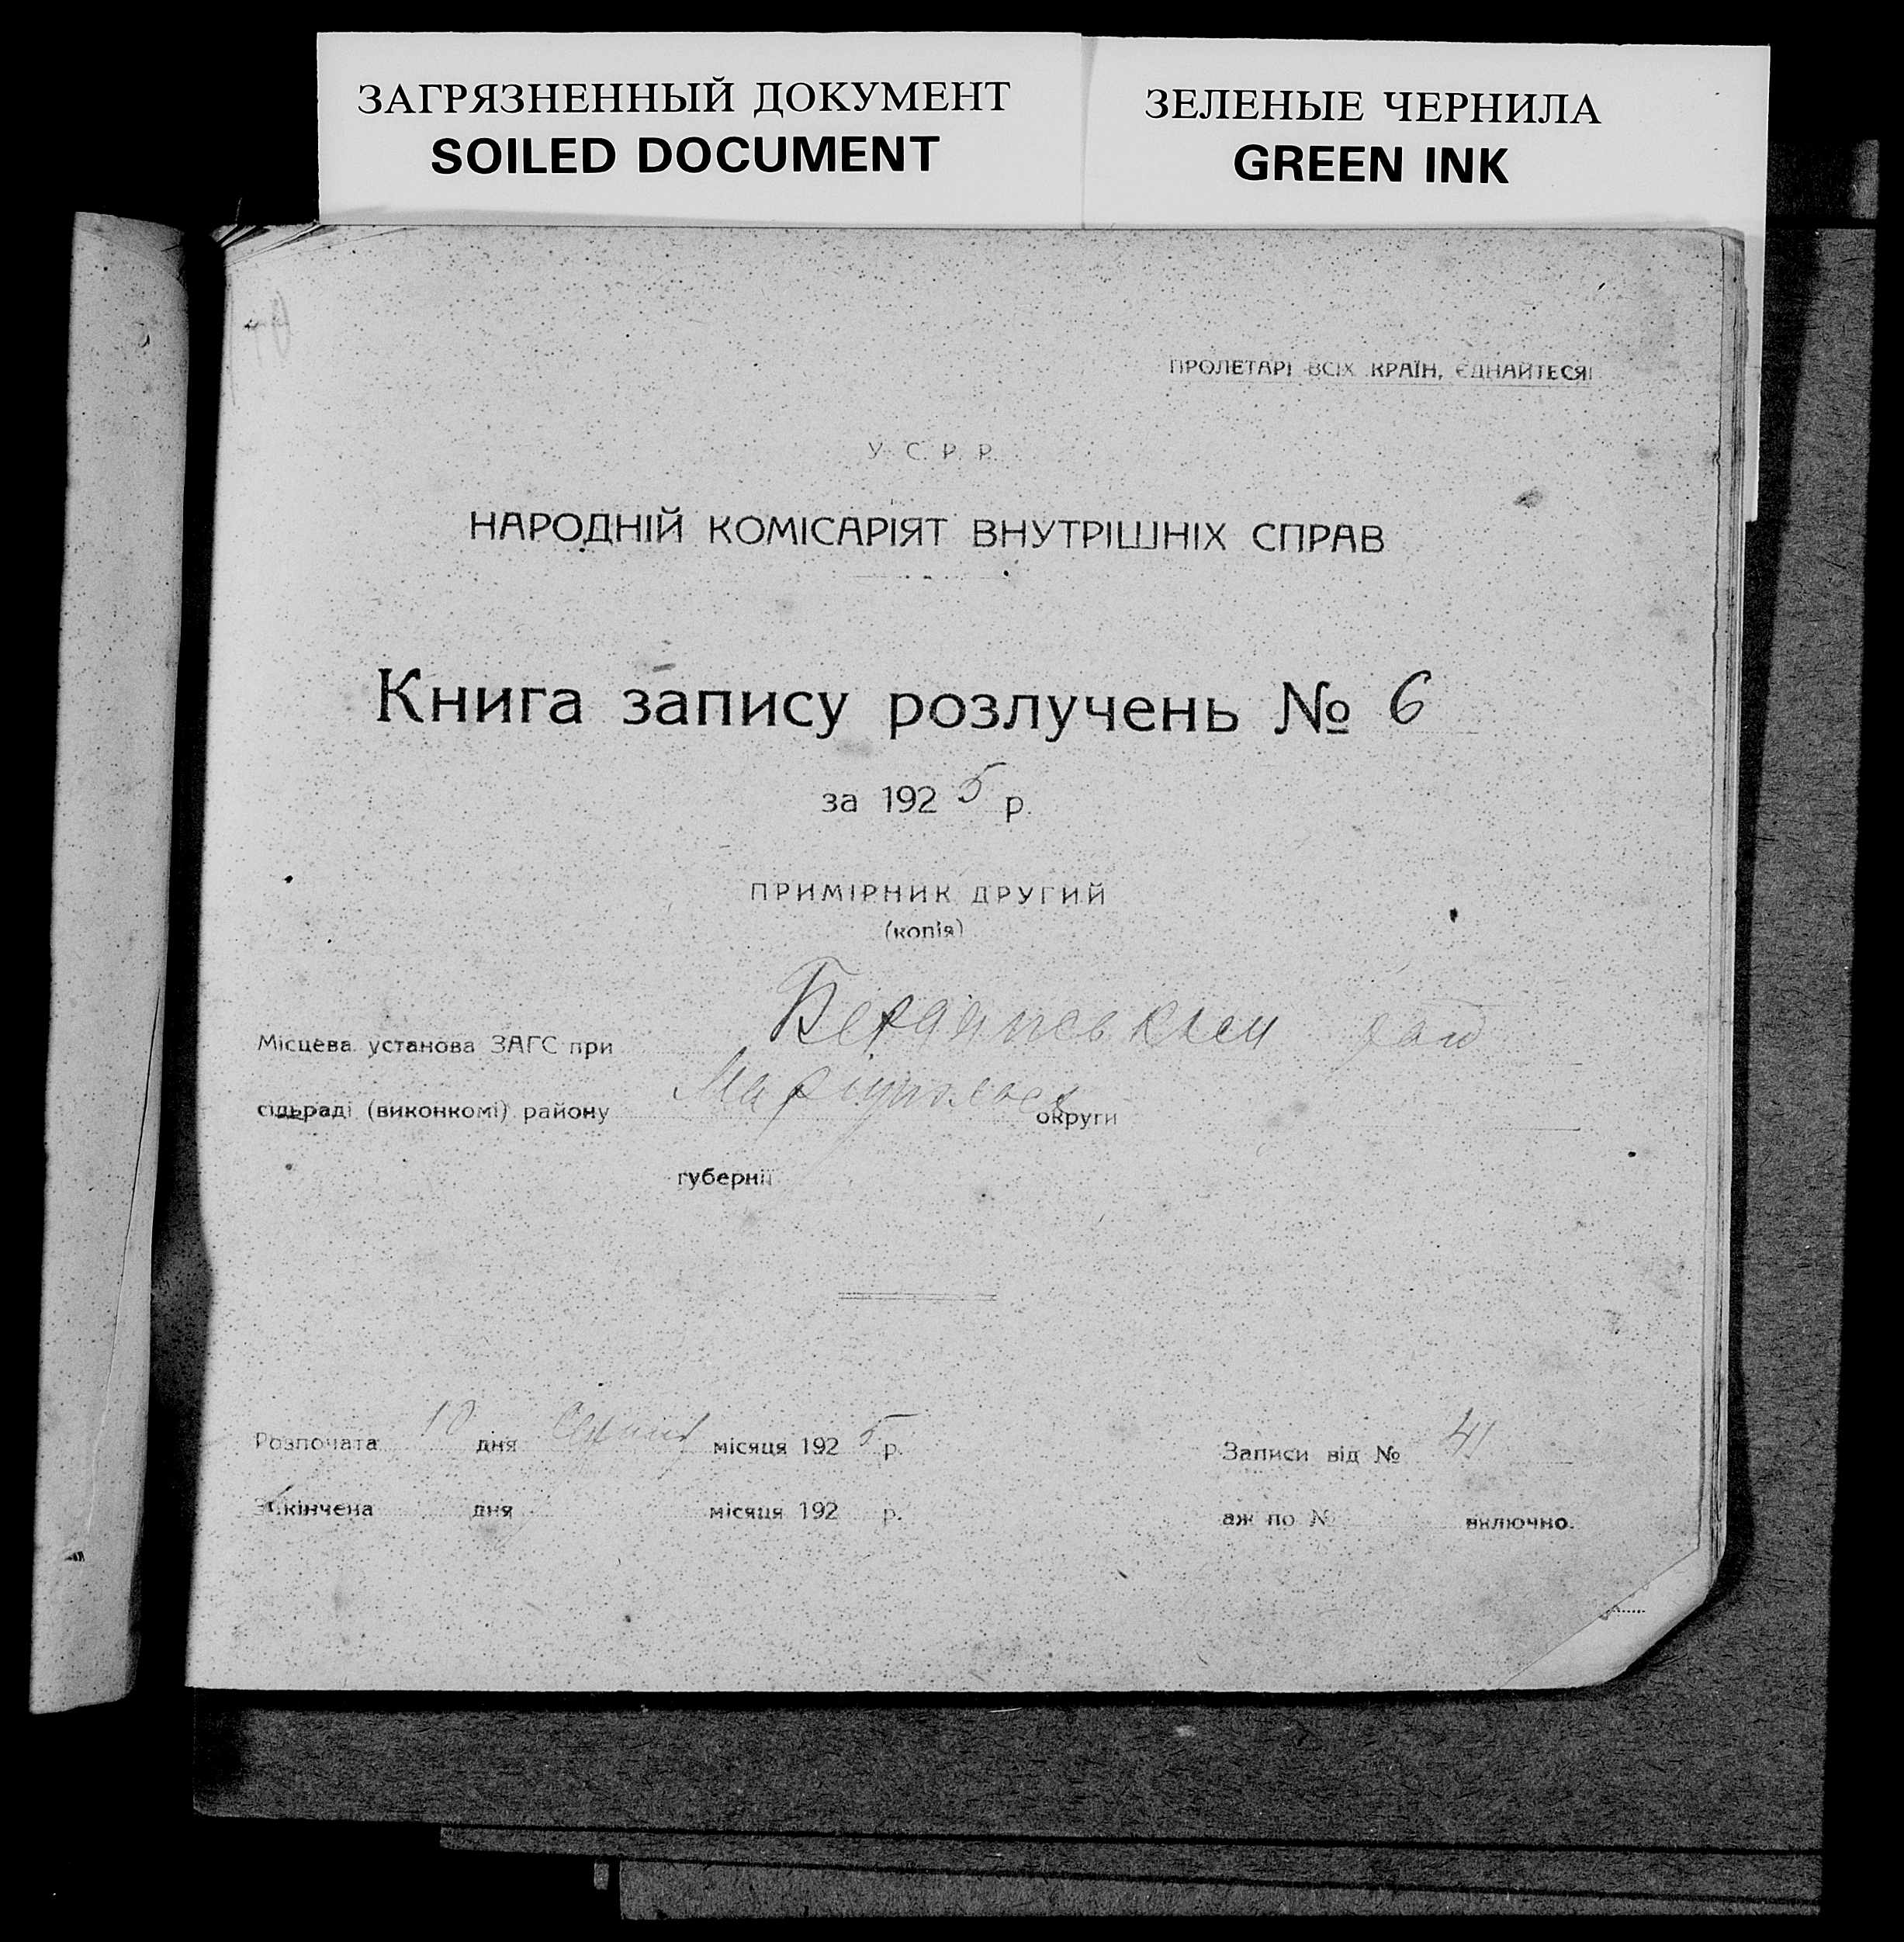 ЗАГРЯЗНЕННЫЙ ДОКУМЕНТ
SOILED DOCUMENT
ЗЕЛЕНЫЕ ЧЕРНИЛА
GREEN INK
ПРОЛЕТАРІ ВСІХ КРАЇН, ЄДНАЙТЕСЯ!
У. С. Р. Р.
НАРОДНІЙ КОМІСАРІЯТ ВНУТРІШНІХ СПРАВ
Книга запису розлучень № 6
за 1925 р.
ПРИМІРНИК ДРУГИЙ
(копія)
Місцева установа ЗАГС при
сільраді (виконкомі) району округи
губернії
Розпочата 10 дня місяця 1925 р. Записи від № 41
Закінчена дня місяця 192 р. аж по № включно.